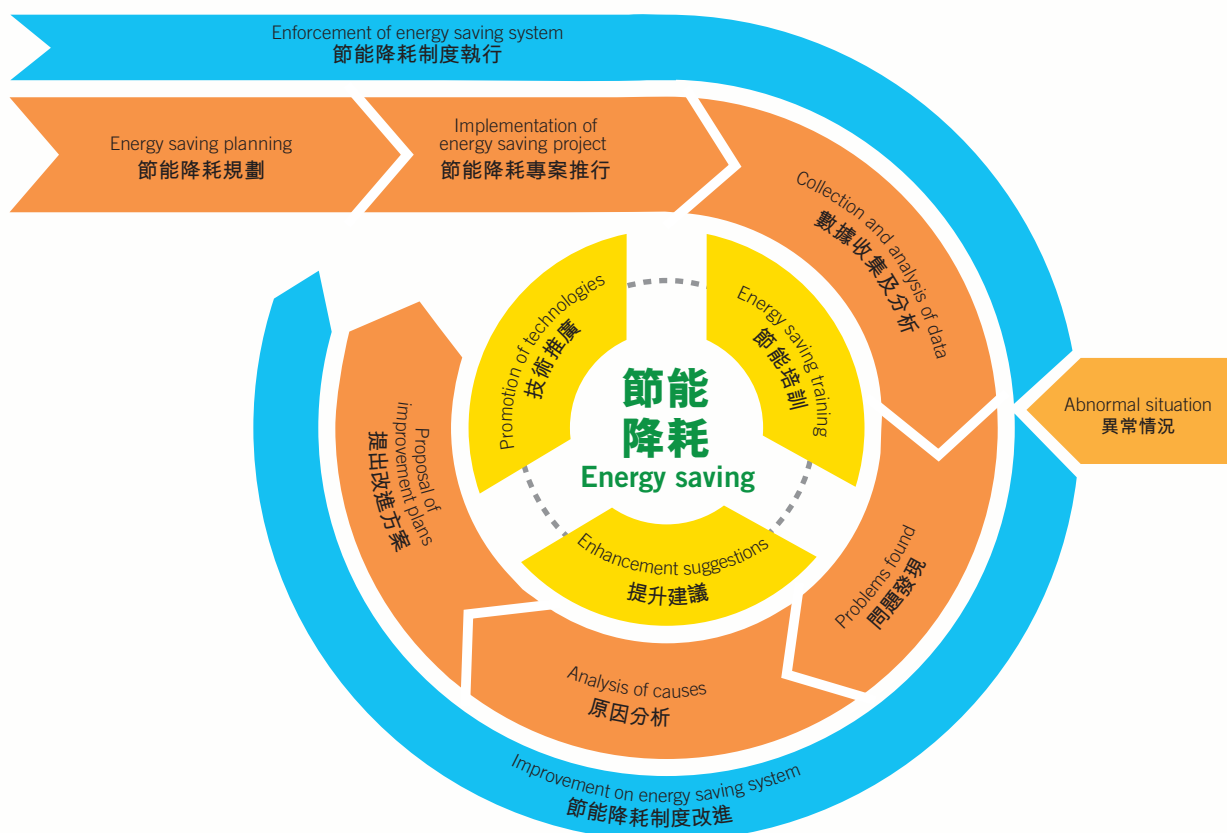 Enforcement of energy saving system
節能降耗制度執行
Energy saving planning
節能降耗規劃
Implementation of
energy saving project
節能降耗專案推行
Collection and analysis of data
數據收集及分析
Abnormal situation
異常情況
Problems found
問題發現
Analysis of causes
原因分析
Proposal of
improvement plans
提出改進方案
Improvement on energy saving system
節能降耗制度改進
Promotion of technologies
技術推廣
Energy saving training
節能培訓
Enhancement suggestions
提升建議
節能
降耗
Energy saving